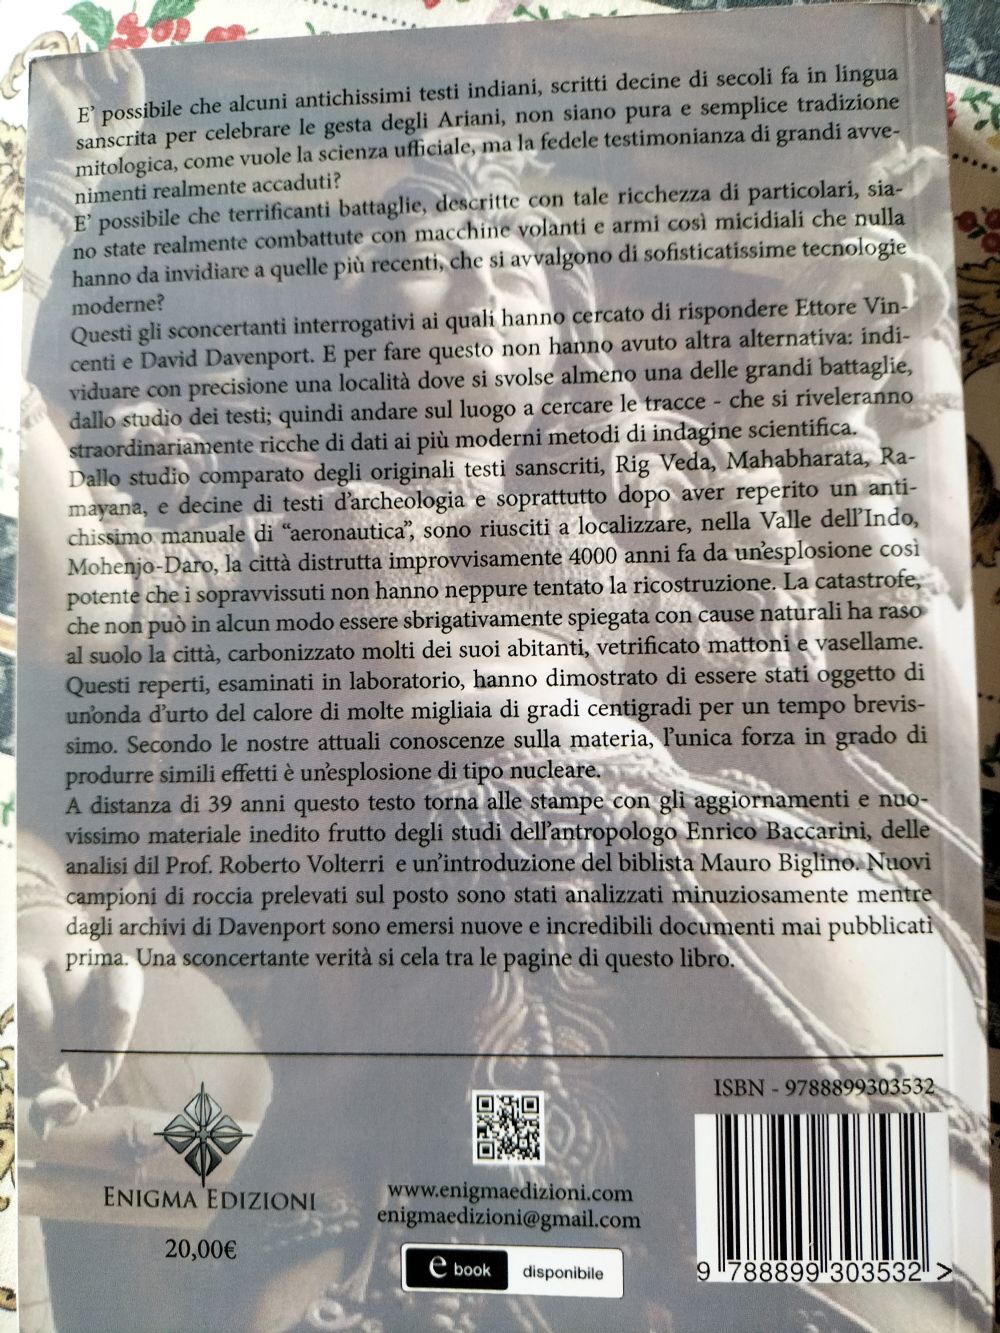 E' possibile che alcuni antichissimi testi indiani, scritti decine di secoli fa in lingua
sanscrita per celebrare le gesta degli Ariani, non siano pura e semplice tradizione
mitologica, come vuole la scienza ufficiale, ma la fedele testimonianza di grandi avve-
nimenti realmente accaduti?
E' possibile che terrificanti battaglie, descritte con tale ricchezza di particolari, sia-
no state realmente combattute con macchine volanti e armi così micidiali che nulla
hanno da invidiare a quelle più recenti, che si avvalgono di sofisticatissime tecnologie
moderne?
Questi gli sconcertanti interrogativi ai quali hanno cercato di rispondere Ettore Vin-
centi e David Davenport. E per fare questo non hanno avuto altra alternativa: indi-
viduare con precisione una località dove si svolse almeno una delle grandi battaglie,
dallo studio dei testi; quindi andare sul luogo a cercare le tracce - che si riveleranno
straordinariamente ricche di dati ai più moderni metodi di indagine scientifica.
Dallo studio comparato degli originali testi sanscriti, Rig Veda, Mahabharata, Ra-
mayana, e decine di testi d'archeologia e soprattutto dopo aver reperito un anti-
chissimo manuale di "aeronautica", sono riusciti a localizzare, nella Valle dell'Indo,
Mohenjo-Daro, la città distrutta improvvisamente 4000 anni fa da un'esplosione così
potente che i sopravvissuti non hanno neppure tentato la ricostruzione. La catastrofe,
che non può in alcun modo essere sbrigativamente spiegata con cause naturali ha raso
al suolo la città, carbonizzato molti dei suoi abitanti, vetrificato mattoni e vasellame.
Questi reperti, esaminati in laboratorio, hanno dimostrato di essere stati oggetto di
un'onda d'urto del calore di molte migliaia di gradi centigradi per un tempo brevis-
simo. Secondo le nostre attuali conoscenze sulla materia, l'unica forza in grado di
produrre simili effetti è un'esplosione di tipo nucleare.
A distanza di 39 anni questo testo torna alle stampe con gli aggiornamenti e nuo-
vissimo materiale inedito frutto degli studi dell'antropologo Enrico Baccarini, delle
analisi dil Prof. Roberto Volterri e un'introduzione del biblista Mauro Biglino. Nuovi
campioni di roccia prelevati sul posto sono stati analizzati minuziosamente mentre
dagli archivi di Davenport sono emersi nuove e incredibili documenti mai pubblicati
prima. Una sconcertante verità si cela tra le pagine di questo libro.
ISBN - 9788899303532
ENIGMA EDIZIONI
20,00€
www.enigmaedizioni.com
enigmaedizioni@gmail.com
e book disponibile
9 788899 303532 >